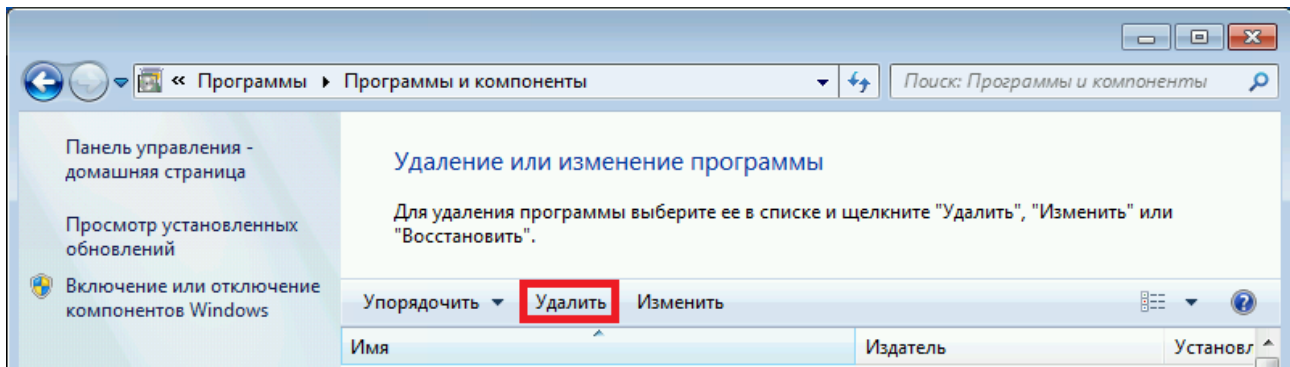 « Программы Программы и компоненты
Поиск: Программы и компоненты
Панель управления -
домашняя страница
Просмотр установленных
обновлений
Включение или отключение
компонентов Windows
Удаление или изменение программы
Для удаления программы выберите ее в списке и щелкните "Удалить", "Изменить" или
"Восстановить".
Упорядочить Удалить Изменить
Имя Издатель Установл